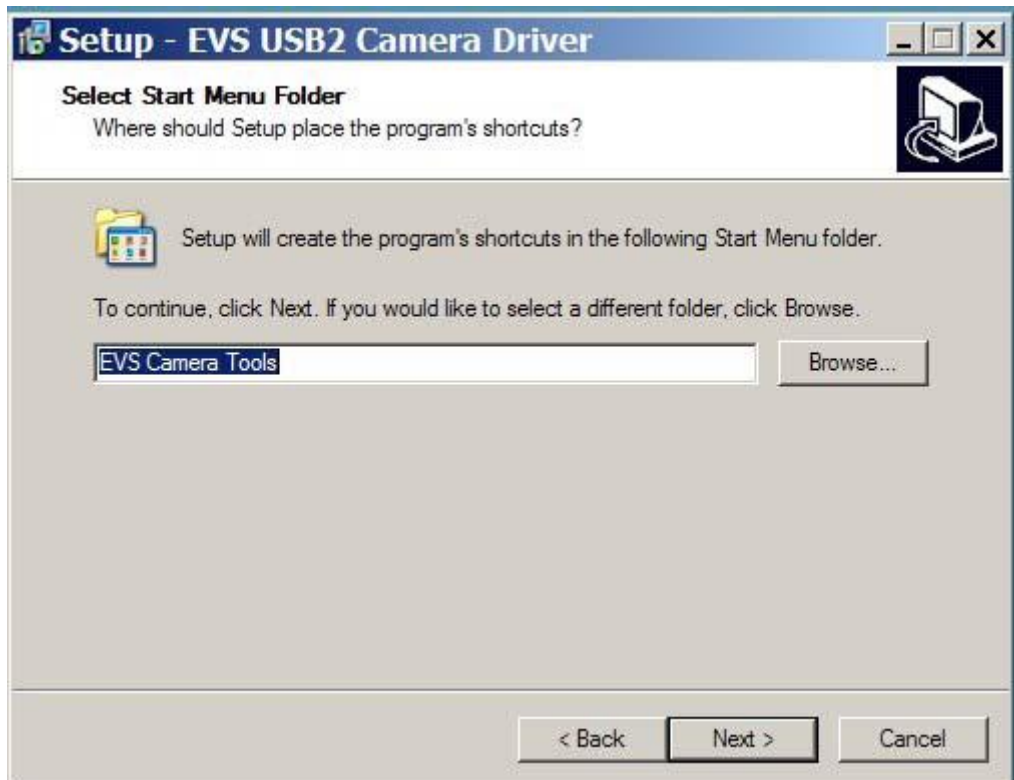 Setup - EVS USB2 Camera Driver
Select Start Menu Folder
Where should Setup place the program's shortcuts?
Setup will create the program's shortcuts in the following Start Menu folder.
To continue, click Next. If you would like to select a different folder, click Browse.
EVS Camera Tools
Browse...
< Back
Next >
Cancel